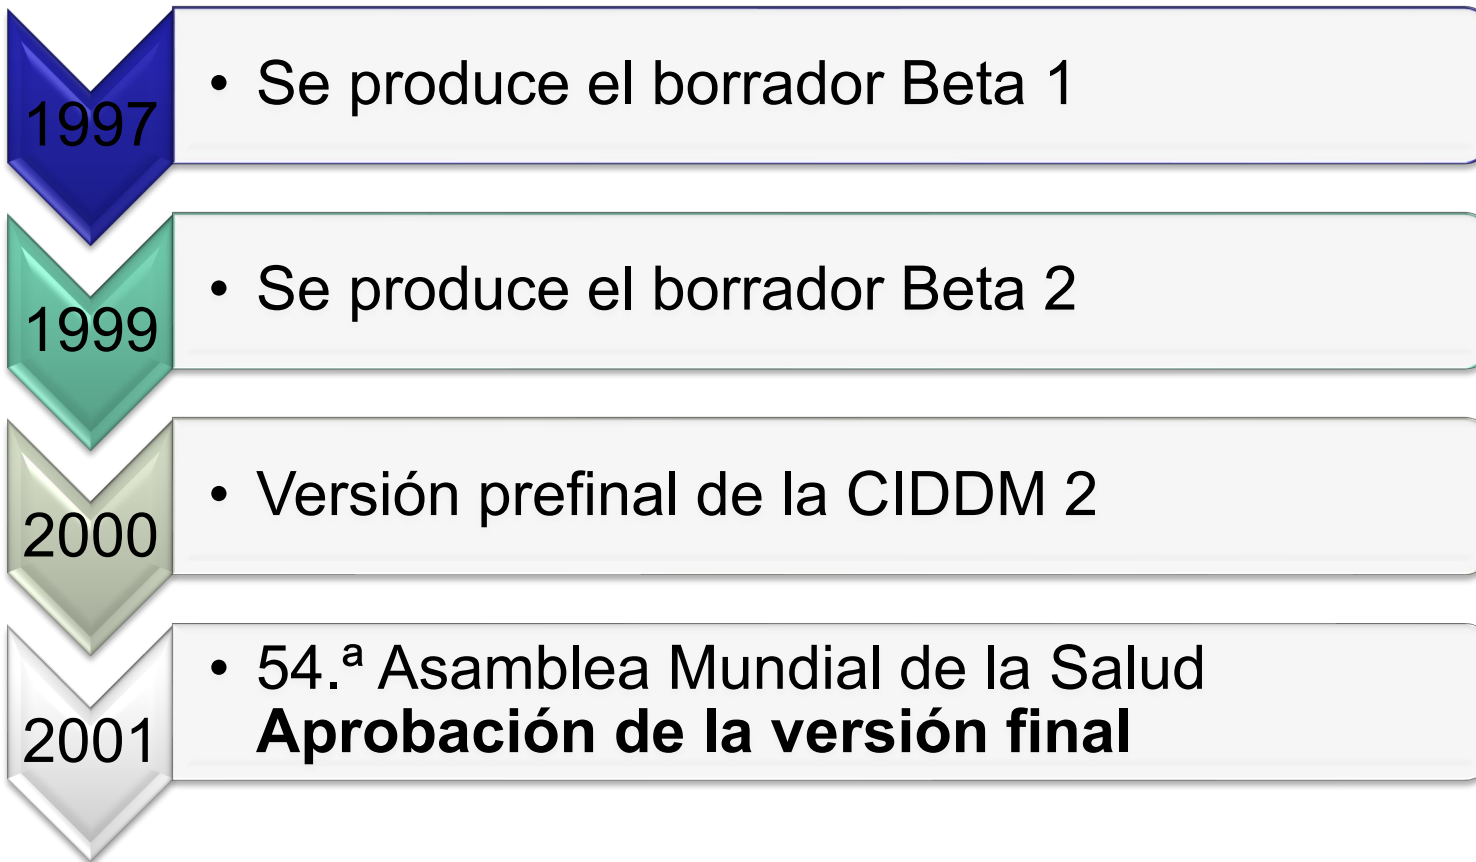 1997
• Se produce el borrador Beta 1
1999
• Se produce el borrador Beta 2
2000
• Versión prefinal de la CIDDM 2
2001
• 54.ª Asamblea Mundial de la Salud
Aprobación de la versión final